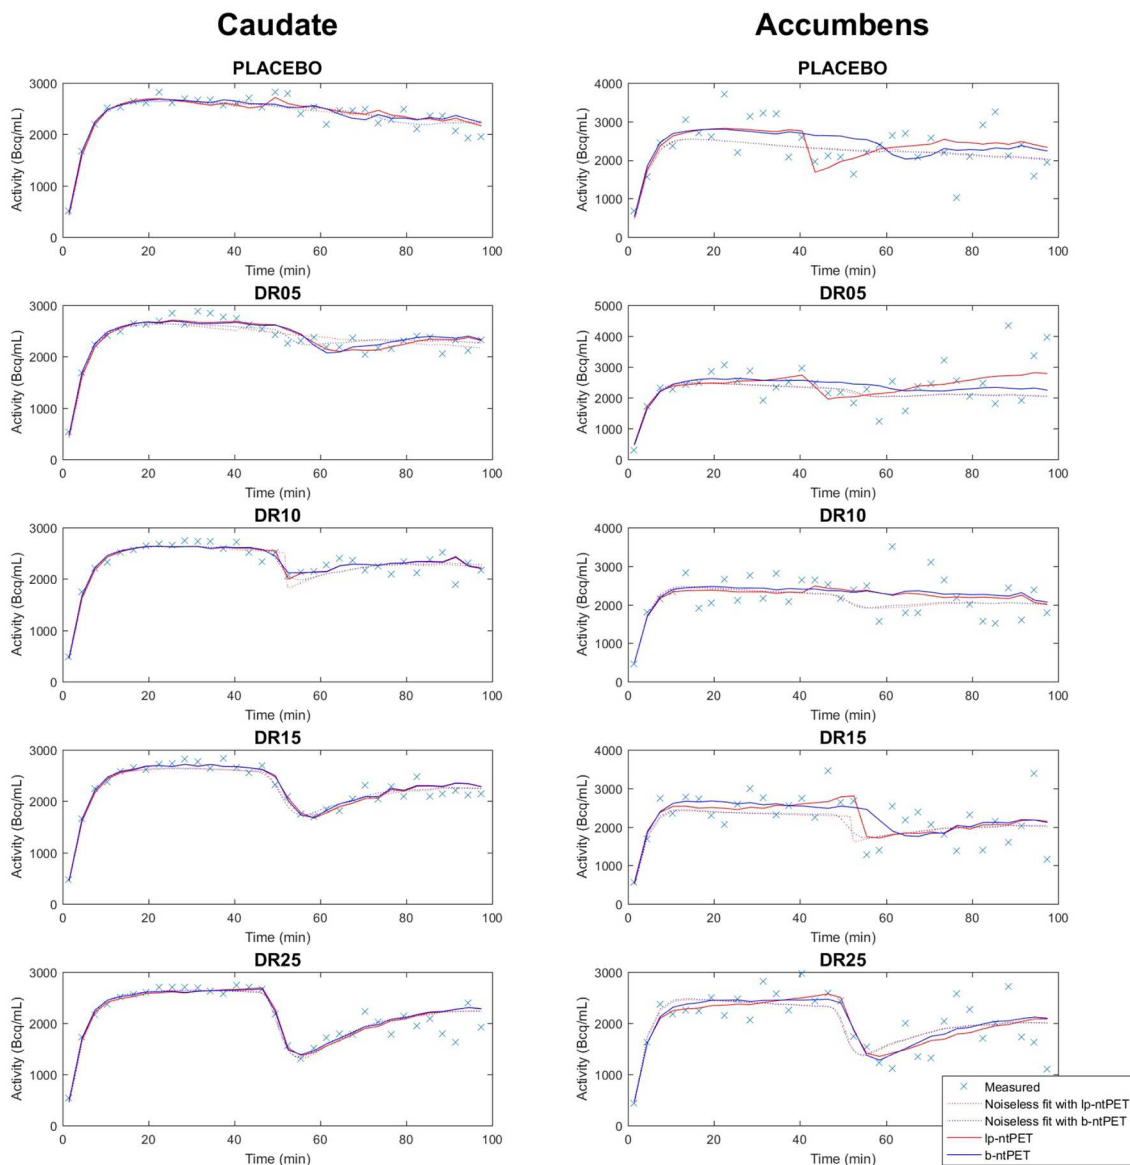 Caudate
Accumbens
PLACEBO
Activity (Bcq/mL)
3000
2000
1000
0
0 20 40 60 80 100
Time (min)
PLACEBO
Activity (Bcq/mL)
4000
3000
2000
1000
0
0 20 40 60 80 100
Time (min)
DR05
Activity (Bcq/mL)
3000
2000
1000
0
0 20 40 60 80 100
Time (min)
DR05
Activity (Bcq/mL)
5000
4000
3000
2000
1000
0
0 20 40 60 80 100
Time (min)
DR10
Activity (Bcq/mL)
3000
2000
1000
0
0 20 40 60 80 100
Time (min)
DR10
Activity (Bcq/mL)
4000
3000
2000
1000
0
0 20 40 60 80 100
Time (min)
DR15
Activity (Bcq/mL)
3000
2000
1000
0
0 20 40 60 80 100
Time (min)
DR15
Activity (Bcq/mL)
4000
3000
2000
1000
0
0 20 40 60 80 100
Time (min)
DR25
Activity (Bcq/mL)
3000
2000
1000
0
0 20 40 60 80 100
Time (min)
DR25
Activity (Bcq/mL)
3000
2000
1000
0
0 20 40 60
Time (min)
Measured
Noiseless fit with lp-ntPET
Noiseless fit with b-ntPET
lp-ntPET
b-ntPET